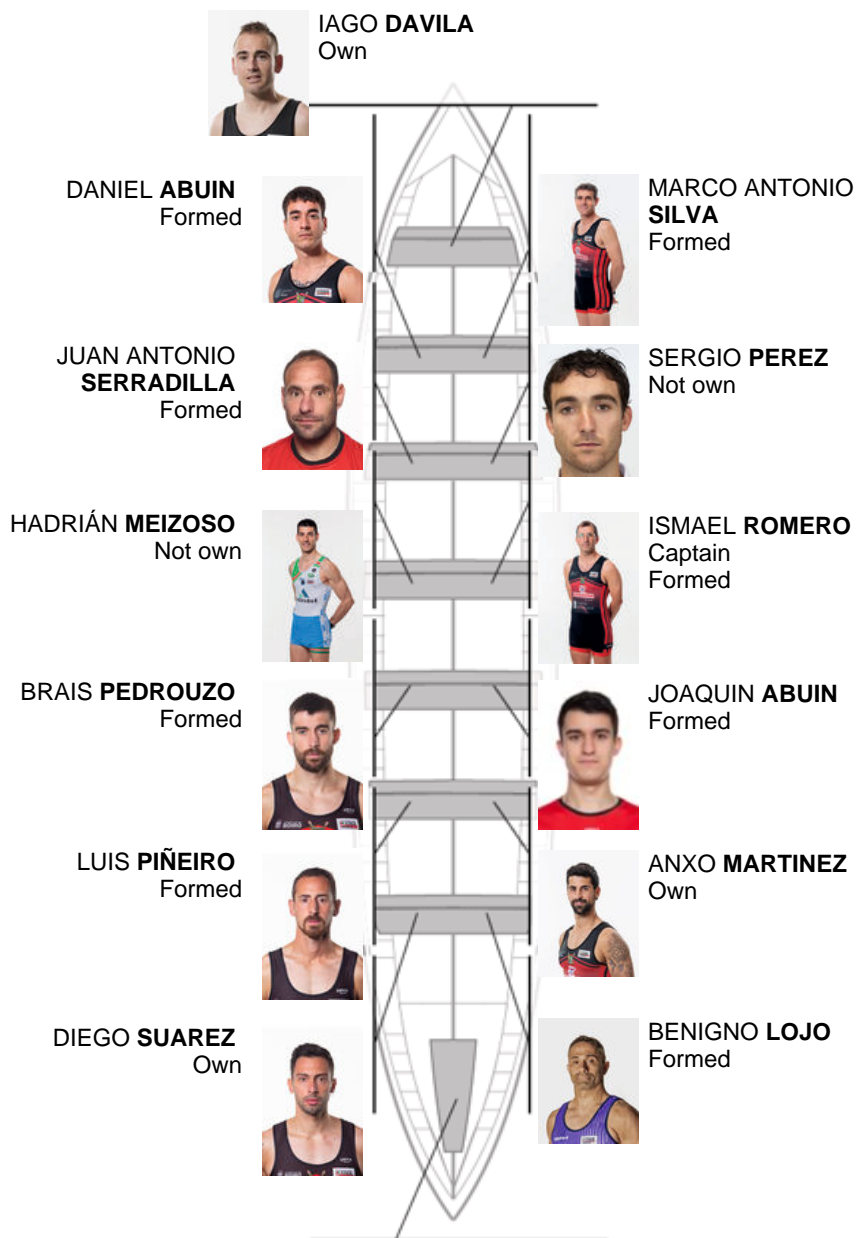 IAGO DAVILA
Own
DANIEL ABUIN
Formed
MARCO ANTONIO
SILVA
Formed
JUAN ANTONIO
SERRADILLA
Formed
SERGIO PEREZ
Not own
HADRIÁN MEIZOSO
Not own
ISMAEL ROMERO
Captain
Formed
BRAIS PEDROUZO
Formed
JOAQUIN ABUIN
Formed
LUIS PIÑEIRO
Formed
ANXO MARTINEZ
Own
DIEGO SUAREZ
Own
BENIGNO LOJO
Formed